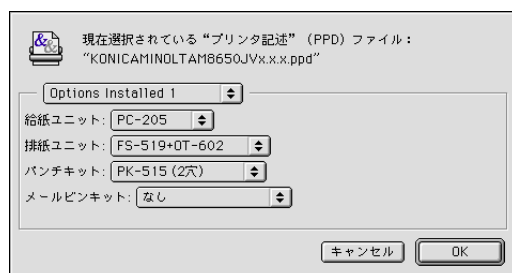 現在選択されている“プリンタ記述” (PPD) ファイル：
“KONICAMINOLTAM8650JVx.x.x.ppd”
Options Installed 1
給紙ユニット: PC-205
排紙ユニット: FS-519+OT-602
パンチキット: PK-515 (2穴)
メールビンキット: なし
キャンセル OK